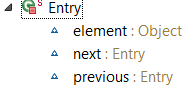 Entry
element : Object
next : Entry
previous : Entry